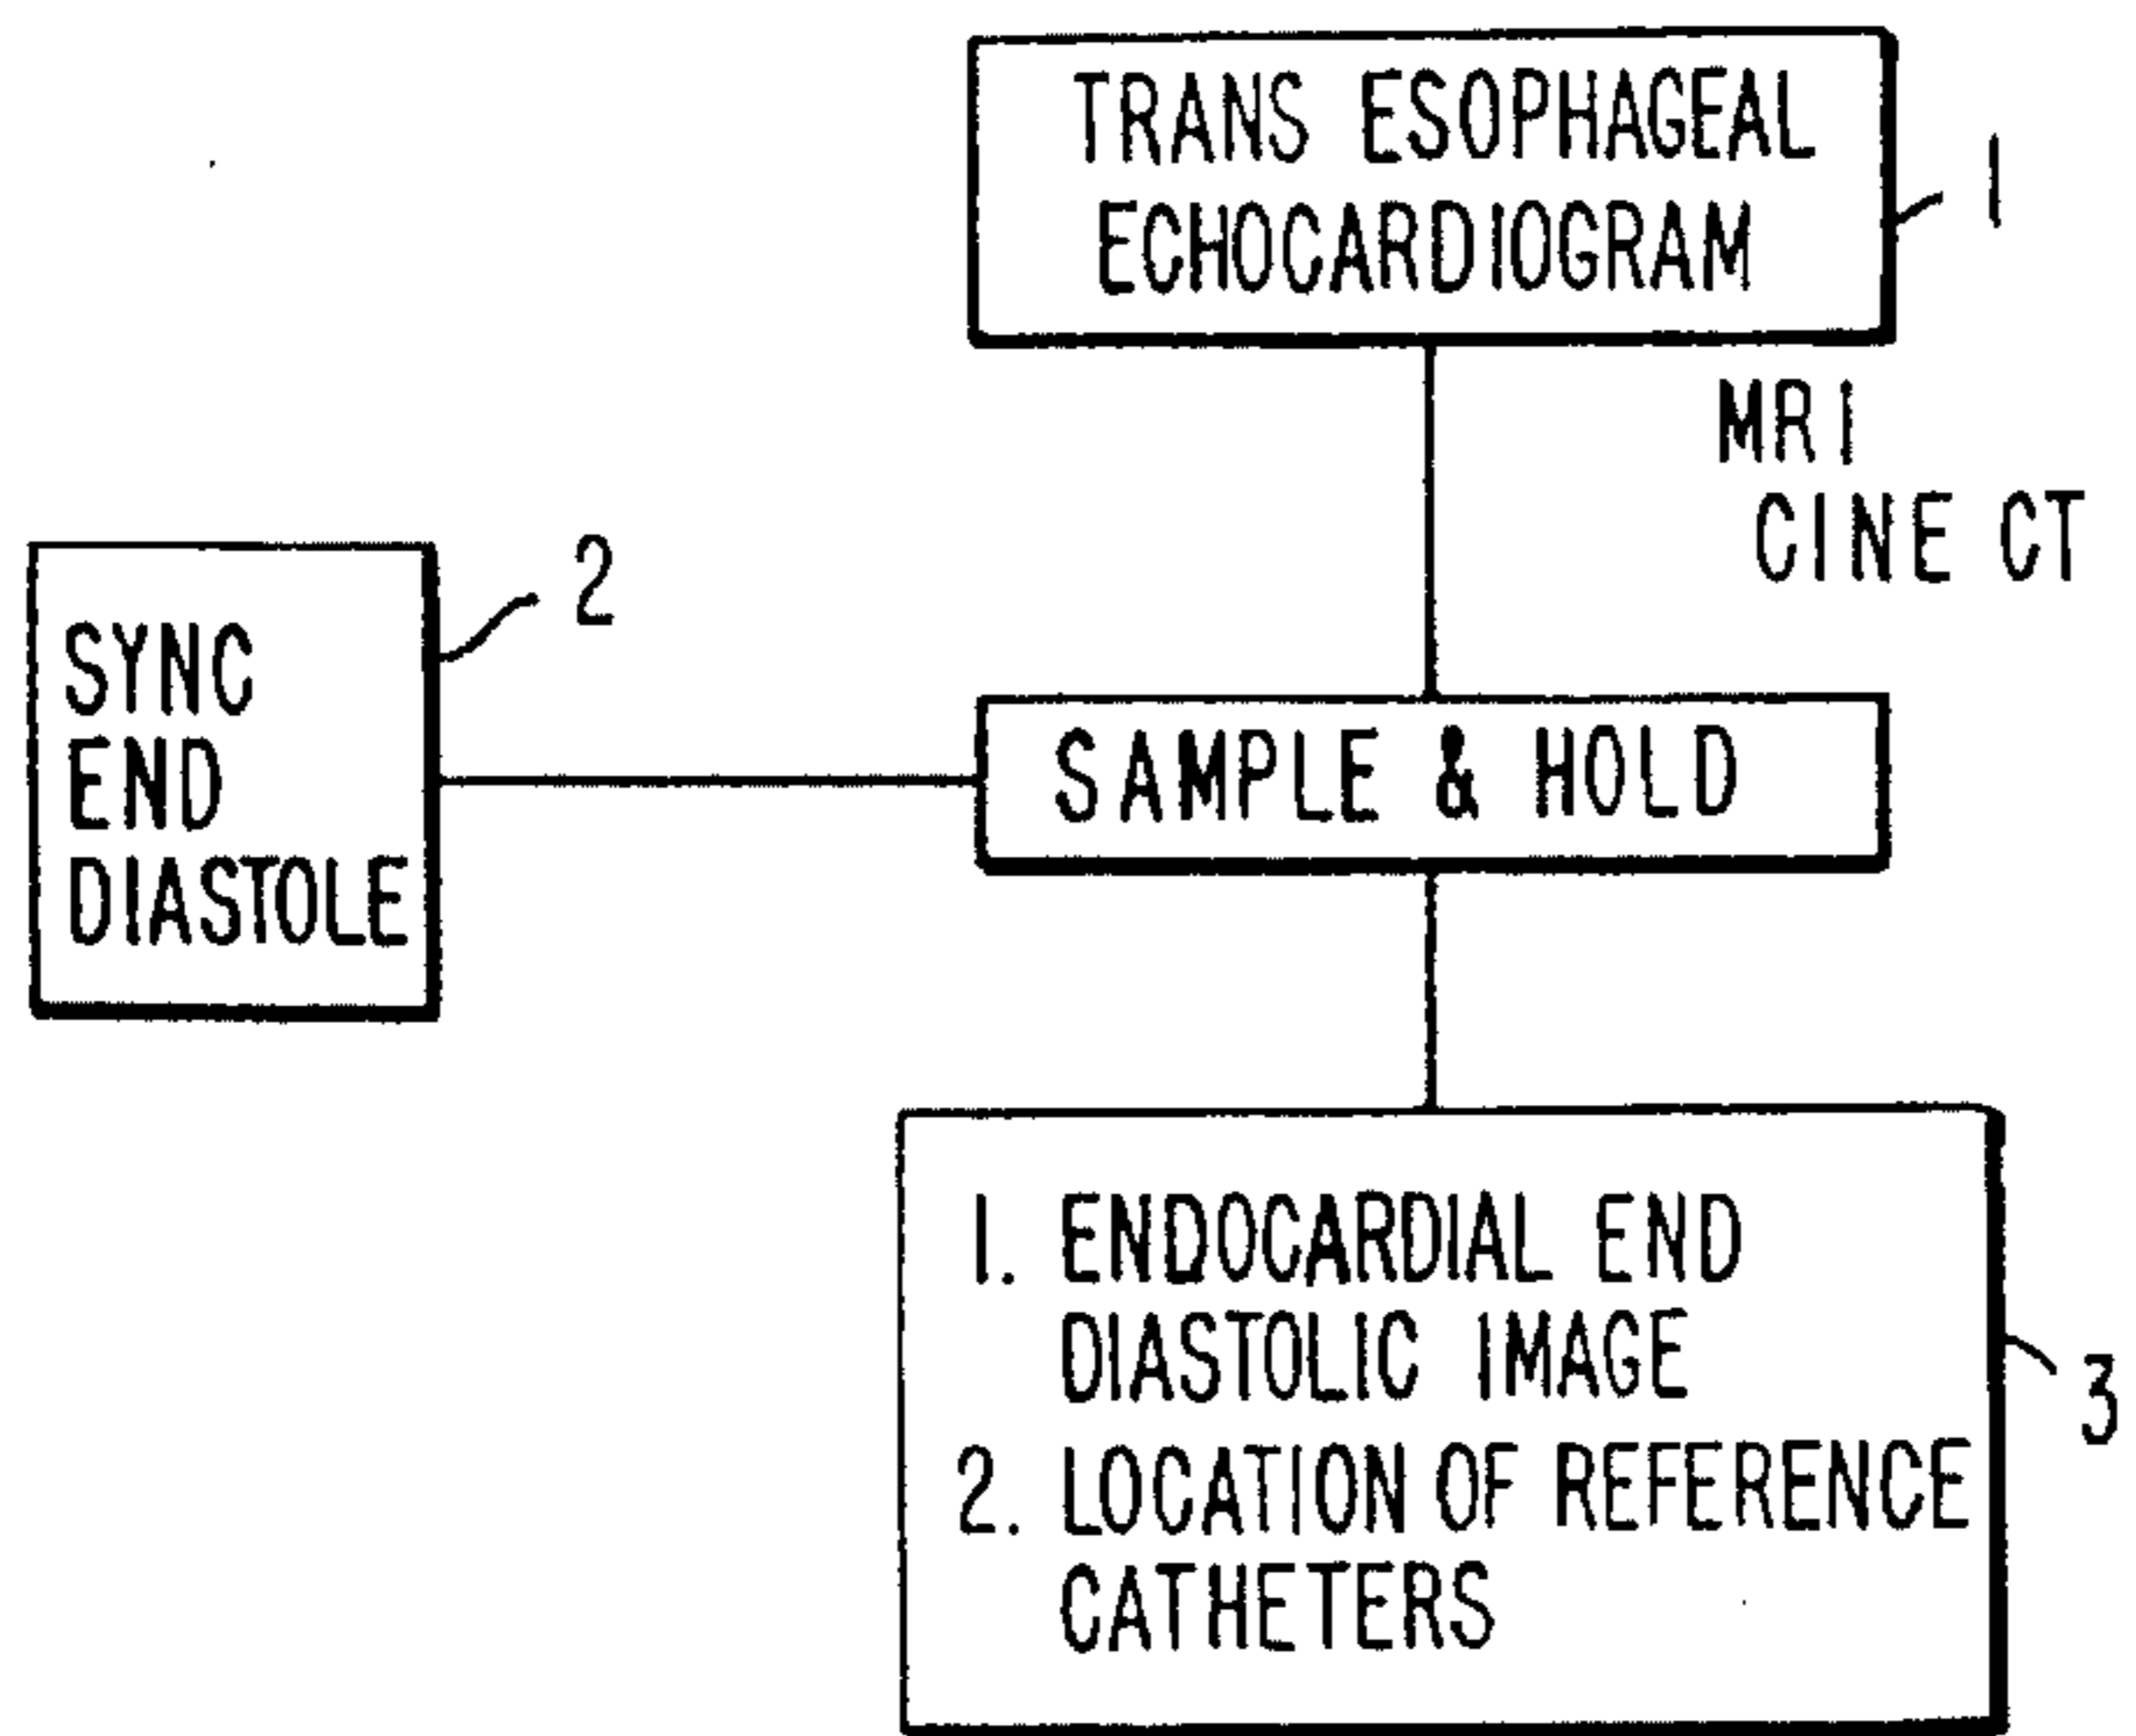 TRANS ESOPHAGEAL
ECHOCARDIOGRAM
1
MRI
CINE CT
2
SYNC
END
DIASTOLE
SAMPLE & HOLD
1. ENDOCARDIAL END
DIASTOLIC IMAGE
3
2. LOCATION OF REFERENCE
CATHETERS